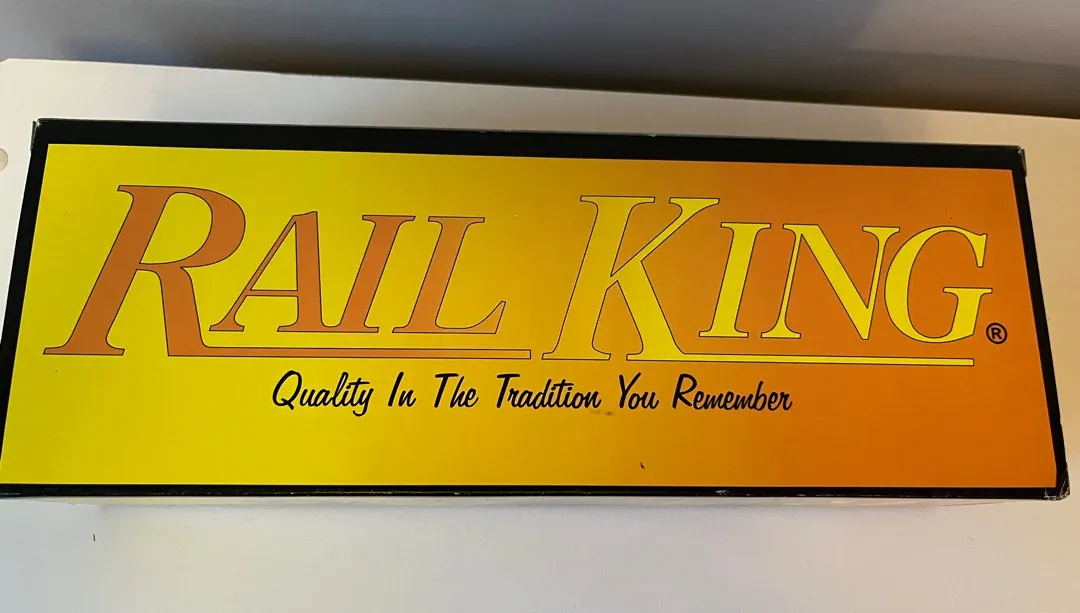 RAIL KING®
Quality In The Tradition You Remember